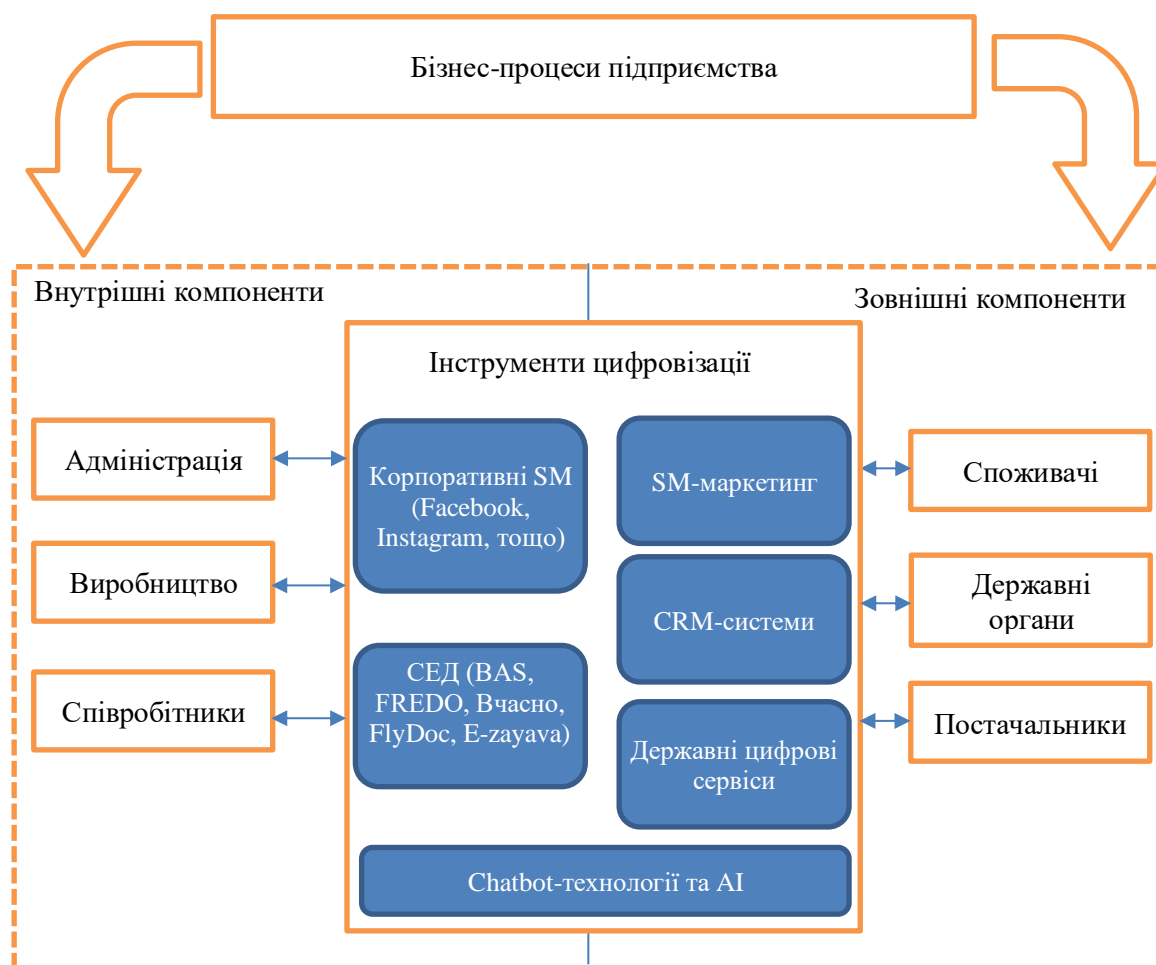 Бізнес-процеси підприємства
Внутрішні компоненти
Зовнішні компоненти
Інструменти цифровізації
Адміністрація
Виробництво
Співробітники
Корпоративні SM
(Facebook,
Instagram, тощо)
СЕД (BAS,
FREDO, Вчасно,
FlyDoc, E-zayava)
SM-маркетинг
CRM-системи
Державні цифрові
сервіси
Chatbot-технології та AI
Споживачі
Державні
органи
Постачальники